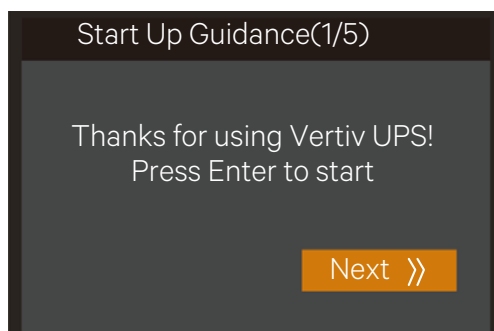 Start Up Guidance(1/5)
Thanks for using Vertiv UPS!
Press Enter to start
Next »